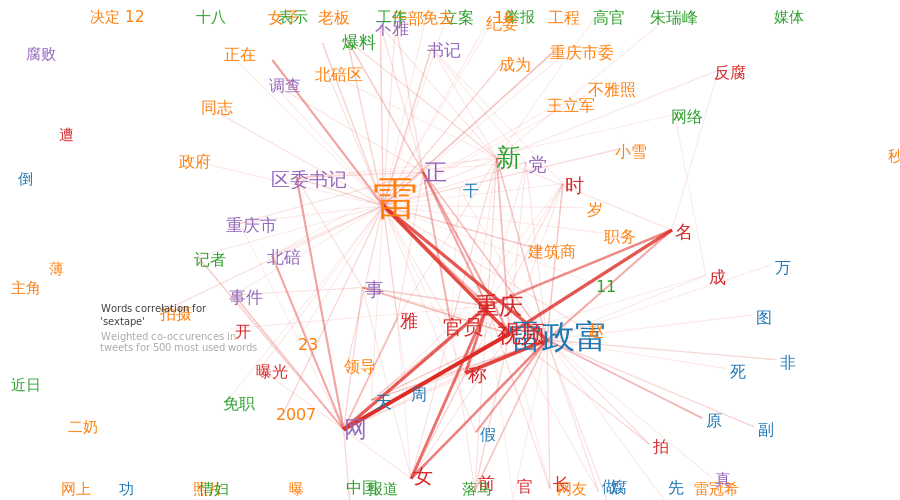 决定 12
十八
女子
表示
老板
工作
干部
免去
立案
纪委
18
举报
工程
高官
朱瑞峰
媒体
不雅
腐败
正在
爆料
书记
成为
重庆市委
反腐
北碚区
调查
不雅照
同志
王立军
网络
遭
政府
新
党
小雪
秒
倒
区委书记
雷
正
干
时
岁
重庆市
名
职务
记者
北碚
建筑商
薄
万
成
主角
事件
事
11
重庆
Words correlation for
'sextape'
拍摄
图
雅
官员
视频
雷政富
赵
开
Weighted co-occurences in
tweets for 500 most used words
23
非
曝光
领导
称
死
近日
免职
天
周
2007
原
二奶
网
假
副
拍
女
前
真
网上
功
照片
情妇
曝
中国
报道
落马
官
长
网友
做
腐
先
雷冠希